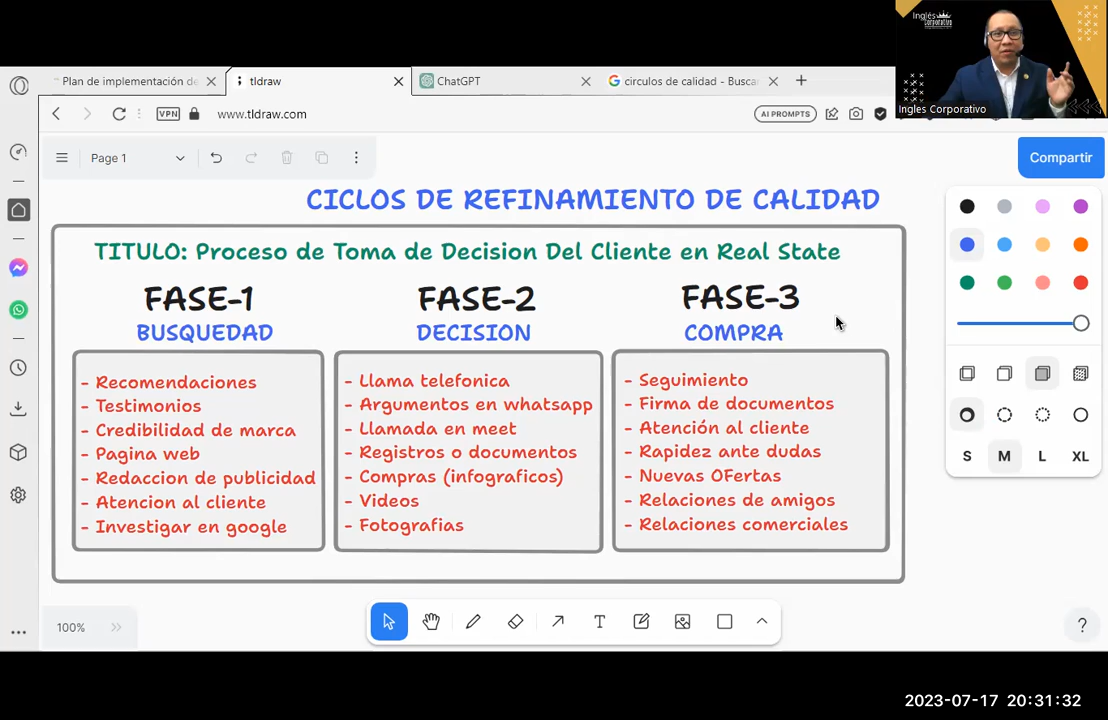 Inglés
Corporativo
Ingles Corporativo
Plan de implementación de
tldraw
ChatGPT
circulos de calidad - Buscar
VPN
www.tldraw.com
AI PROMPTS
Page 1
Compartir
CICLOS DE REFINAMIENTO DE CALIDAD
TITULO: Proceso de Toma de Decision Del Cliente en Real State
FASE-1
BUSQUEDAD
- Recomendaciones
- Testimonios
- Credibilidad de marca
- Pagina web
- Redaccion de publicidad
- Atencion al cliente
- Investigar en google
FASE-2
DECISION
- Llama telefonica
- Argumentos en whatsapp
- Llamada en meet
- Registros o documentos
- Compras (infograficos)
- Videos
- Fotografias
FASE-3
COMPRA
- Seguimiento
- Firma de documentos
- Atención al cliente
- Rapidez ante dudas
- Nuevas OFertas
- Relaciones de amigos
- Relaciones comerciales
S M L XL
100%
T
?
2023-07-17 20:31:32